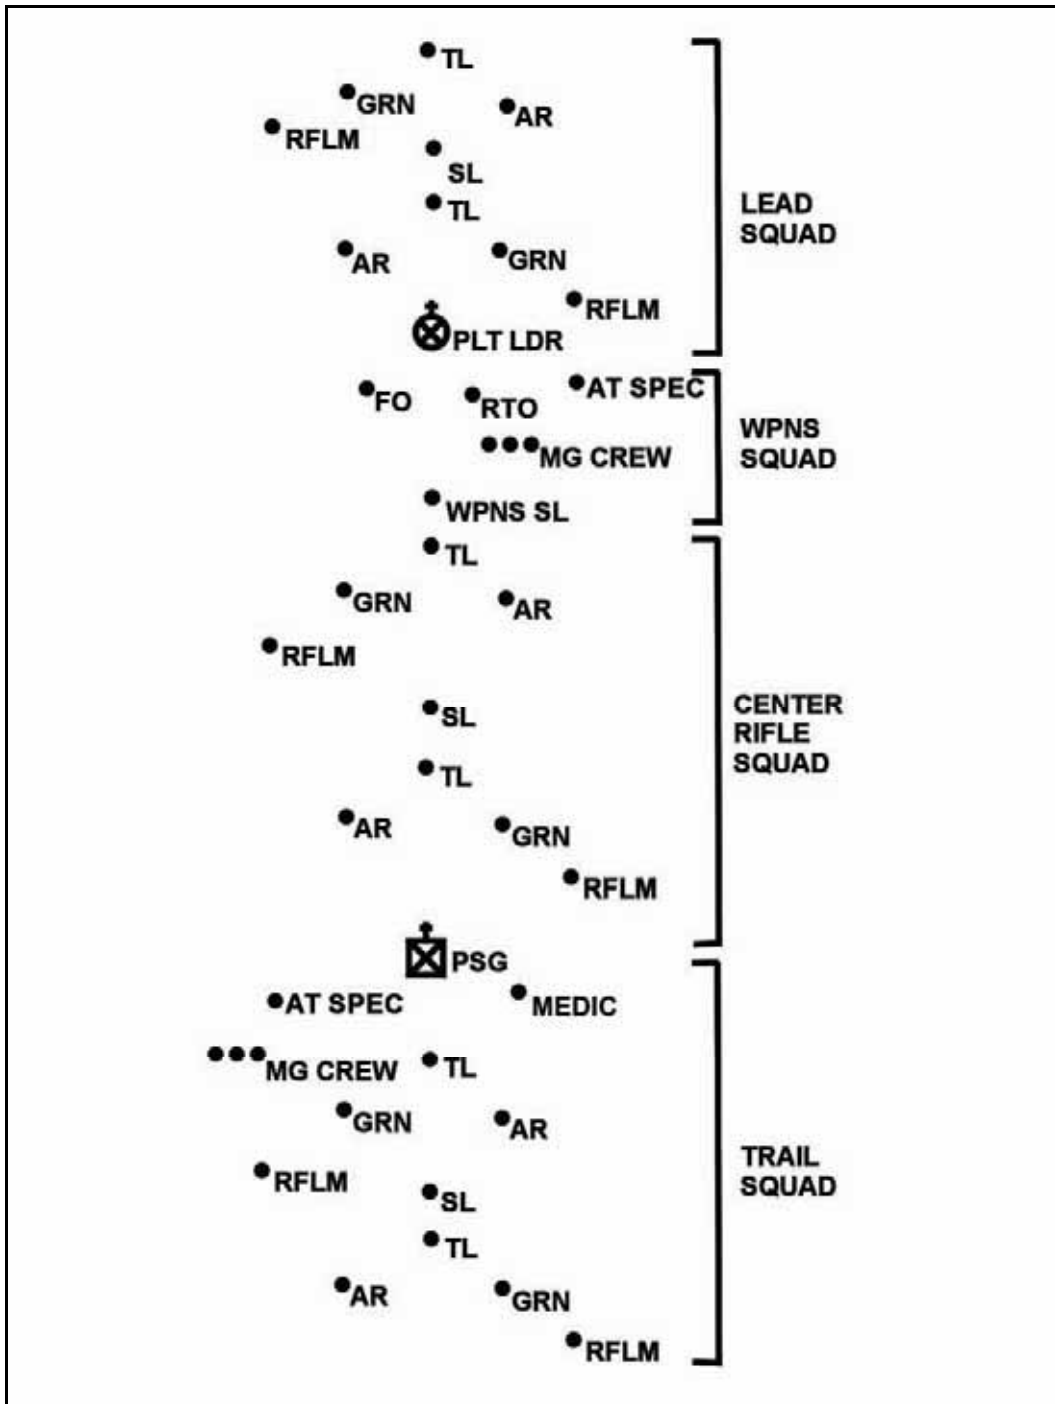 TL
GRN
AR
RFLM
SL
TL
LEAD
SQUAD
AR
GRN
RFLM
PLT LDR
AT SPEC
FO
RTO
WPNS
SQUAD
MG CREW
WPNS SL
TL
GRN
AR
RFLM
SL
CENTER
RIFLE
SQUAD
TL
AR
GRN
RFLM
PSG
AT SPEC
MEDIC
MG CREW
TL
GRN
AR
RFLM
TRAIL
SQUAD
SL
TL
AR
GRN
RFLM